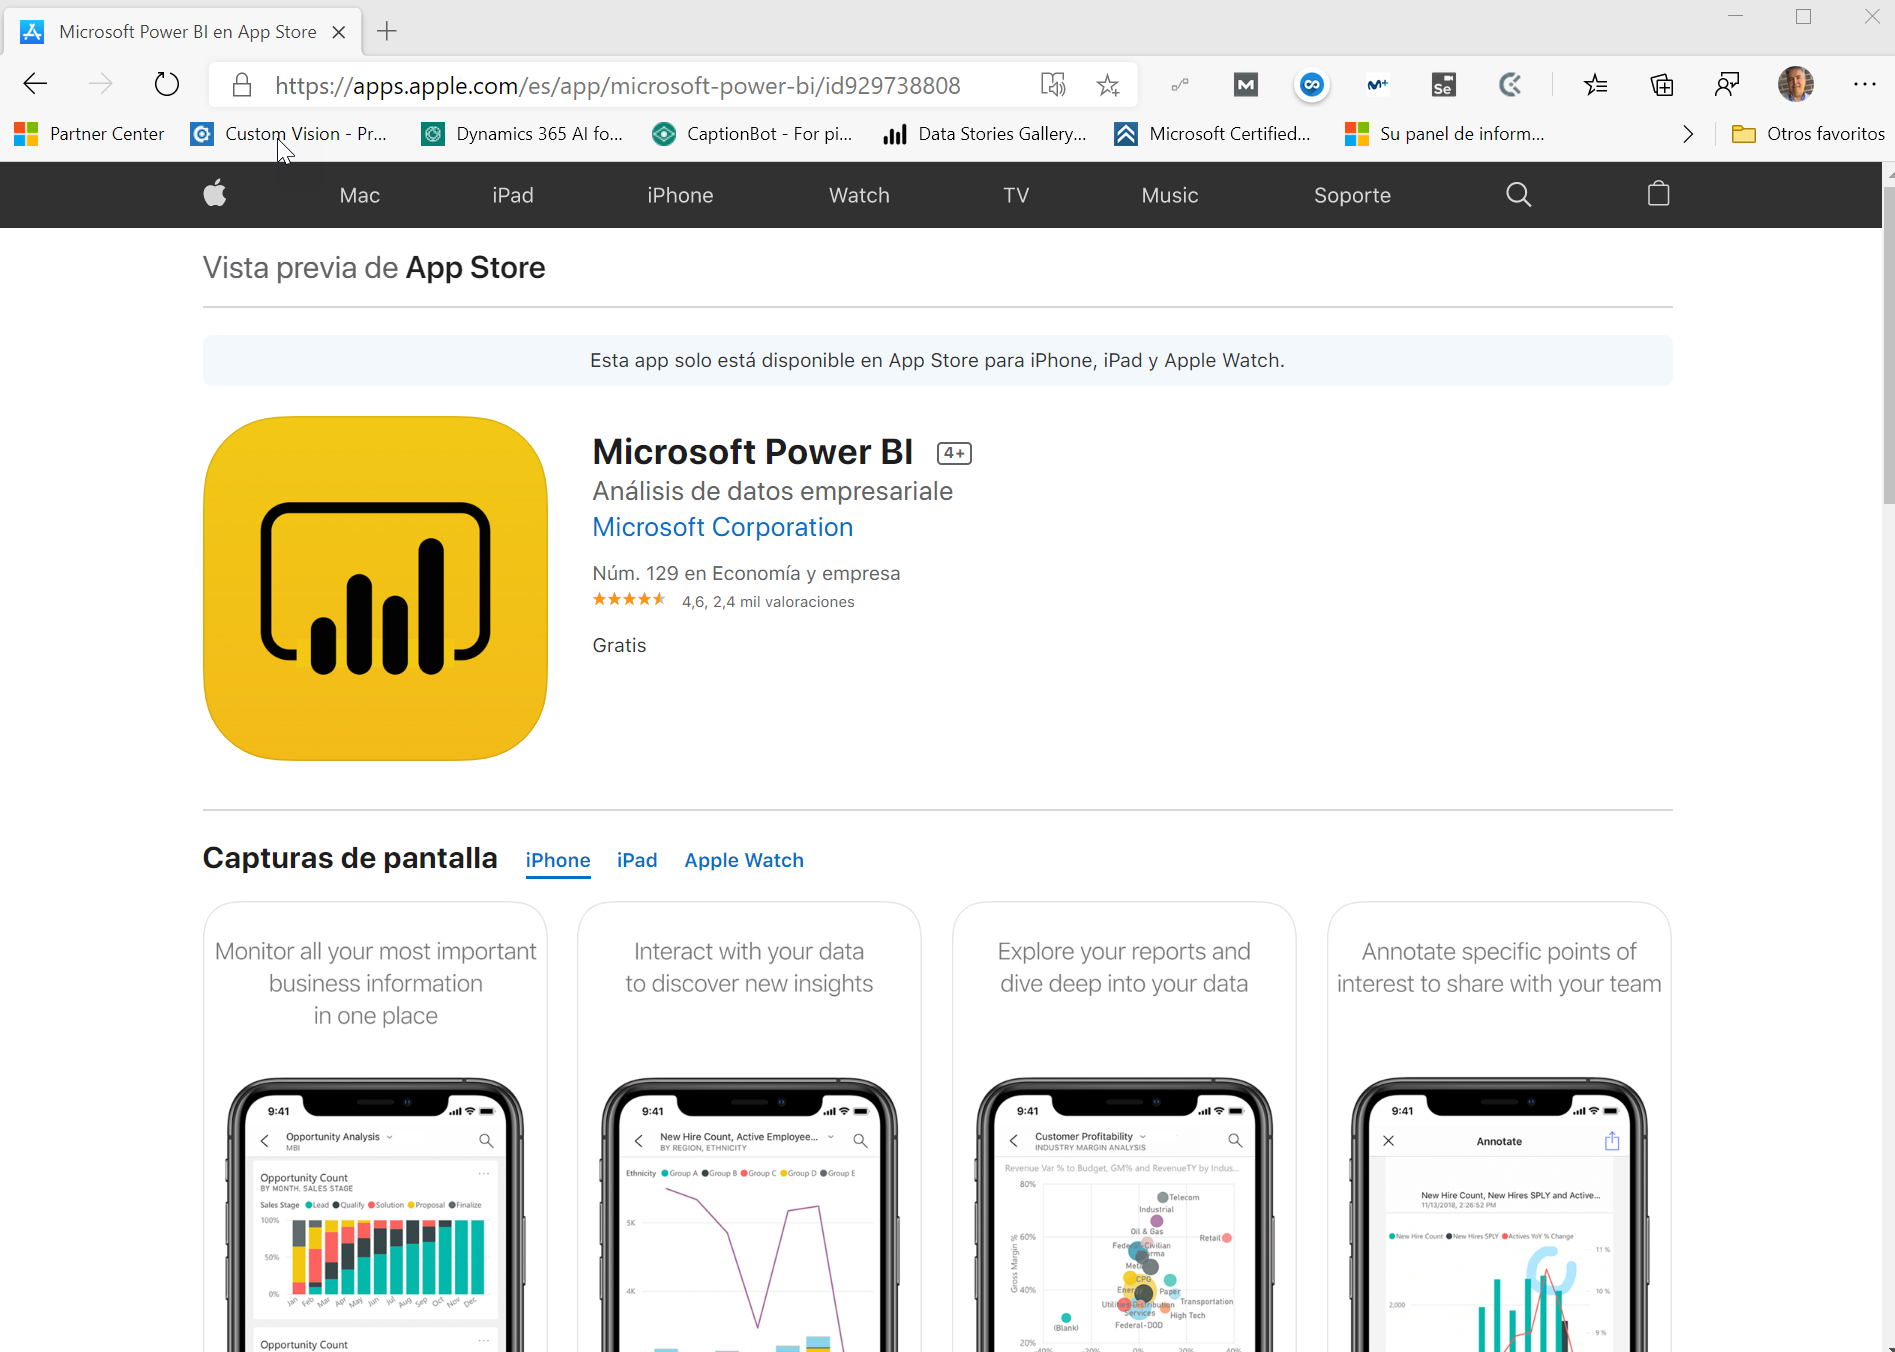 Microsoft Power BI en App Store
https://apps.apple.com/es/app/microsoft-power-bi/id929738808
Partner Center
Custom Vision - Pr...
Dynamics 365 AI fo...
CaptionBot - For pi...
Data Stories Gallery...
Microsoft Certified...
Su panel de inform...
Otros favoritos
Mac iPad iPhone Watch TV Music Soporte
Vista previa de App Store
Esta app solo está disponible en App Store para iPhone, iPad y Apple Watch.
Microsoft Power BI 4+
Análisis de datos empresariale
Microsoft Corporation
Núm. 129 en Economía y empresa
4,6, 2,4 mil valoraciones
Gratis
Capturas de pantalla iPhone iPad Apple Watch
Monitor all your most important
business information
in one place
9:41
Opportunity Analysis
MBI
Opportunity Count
BY MONTH, SALES STAGE
Sales Stage Lead Qualify Solution Proposal Finalize
100%
50%
0%
Jan Feb Mar Apr May Jun Jul Aug Sep Oct Nov Dec
Opportunity Count
Interact with your data
to discover new insights
9:41
New Hire Count, Active Employee...
BY REGION, ETHNICITY
Ethnicity Group A Group B Group C Group D Group E
5K
4K
Explore your reports and
dive deep into your data
9:41
Customer Profitability
INDUSTRY MARGIN ANALYSIS
Revenue Var % to Budget, GM% and RevenueTY by Indus...
80%
60%
40%
20%
Gross Margin %
Telecom
Industrial
Oil & Gas
Retail
Federal-Civilian
CPG
Paper
Transportation
Utilities Distribution
Services
High Tech
Federal-DOD
(Blank)
-40% -20% 0% 20% 40%
Annotate specific points of
interest to share with your team
9:41
Annotate
New Hire Count, New Hires SPLY and Active...
11/13/2018, 2:26:52 PM
New Hire Count New Hires SPLY Actives YoY % Change
11 %
10 %
2,000
9 %